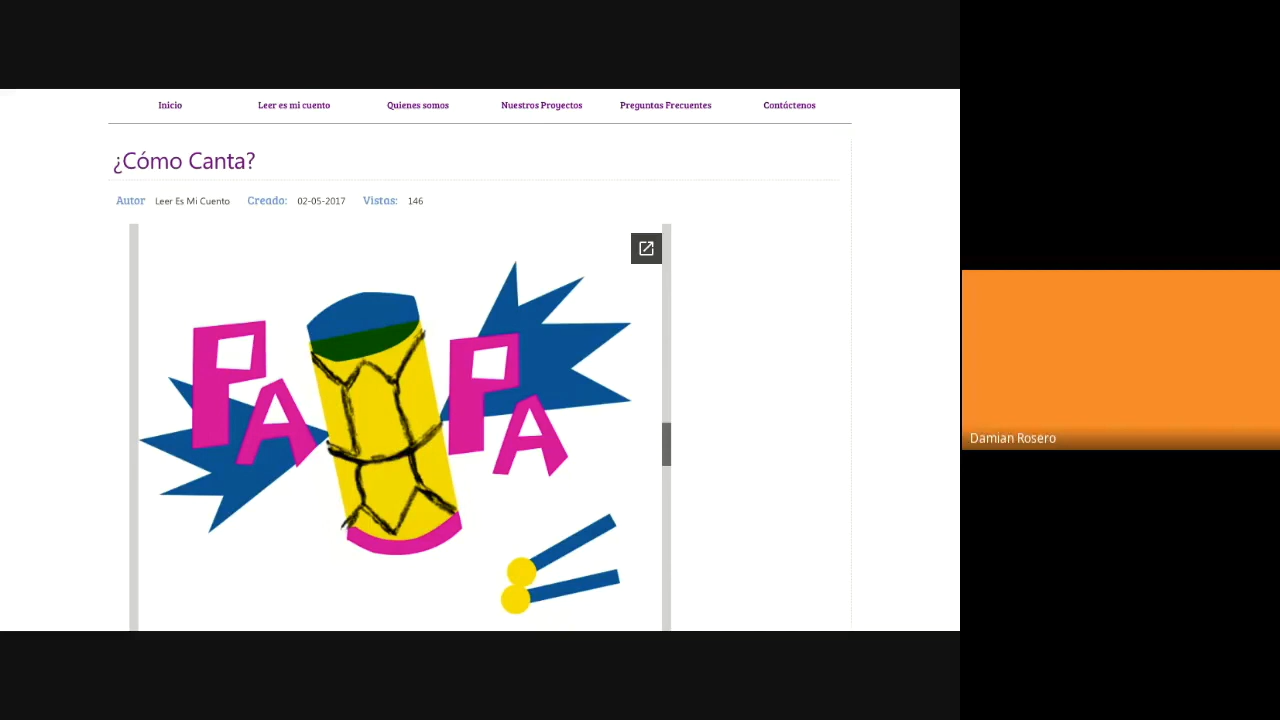 Inicio Leer es mi cuento Quienes somos Nuestros Proyectos Preguntas Frecuentes Contáctenos
¿Cómo Canta?
Autor Leer Es Mi Cuento Creado: 02-05-2017 Vistas: 146
PA PA
Damian Rosero